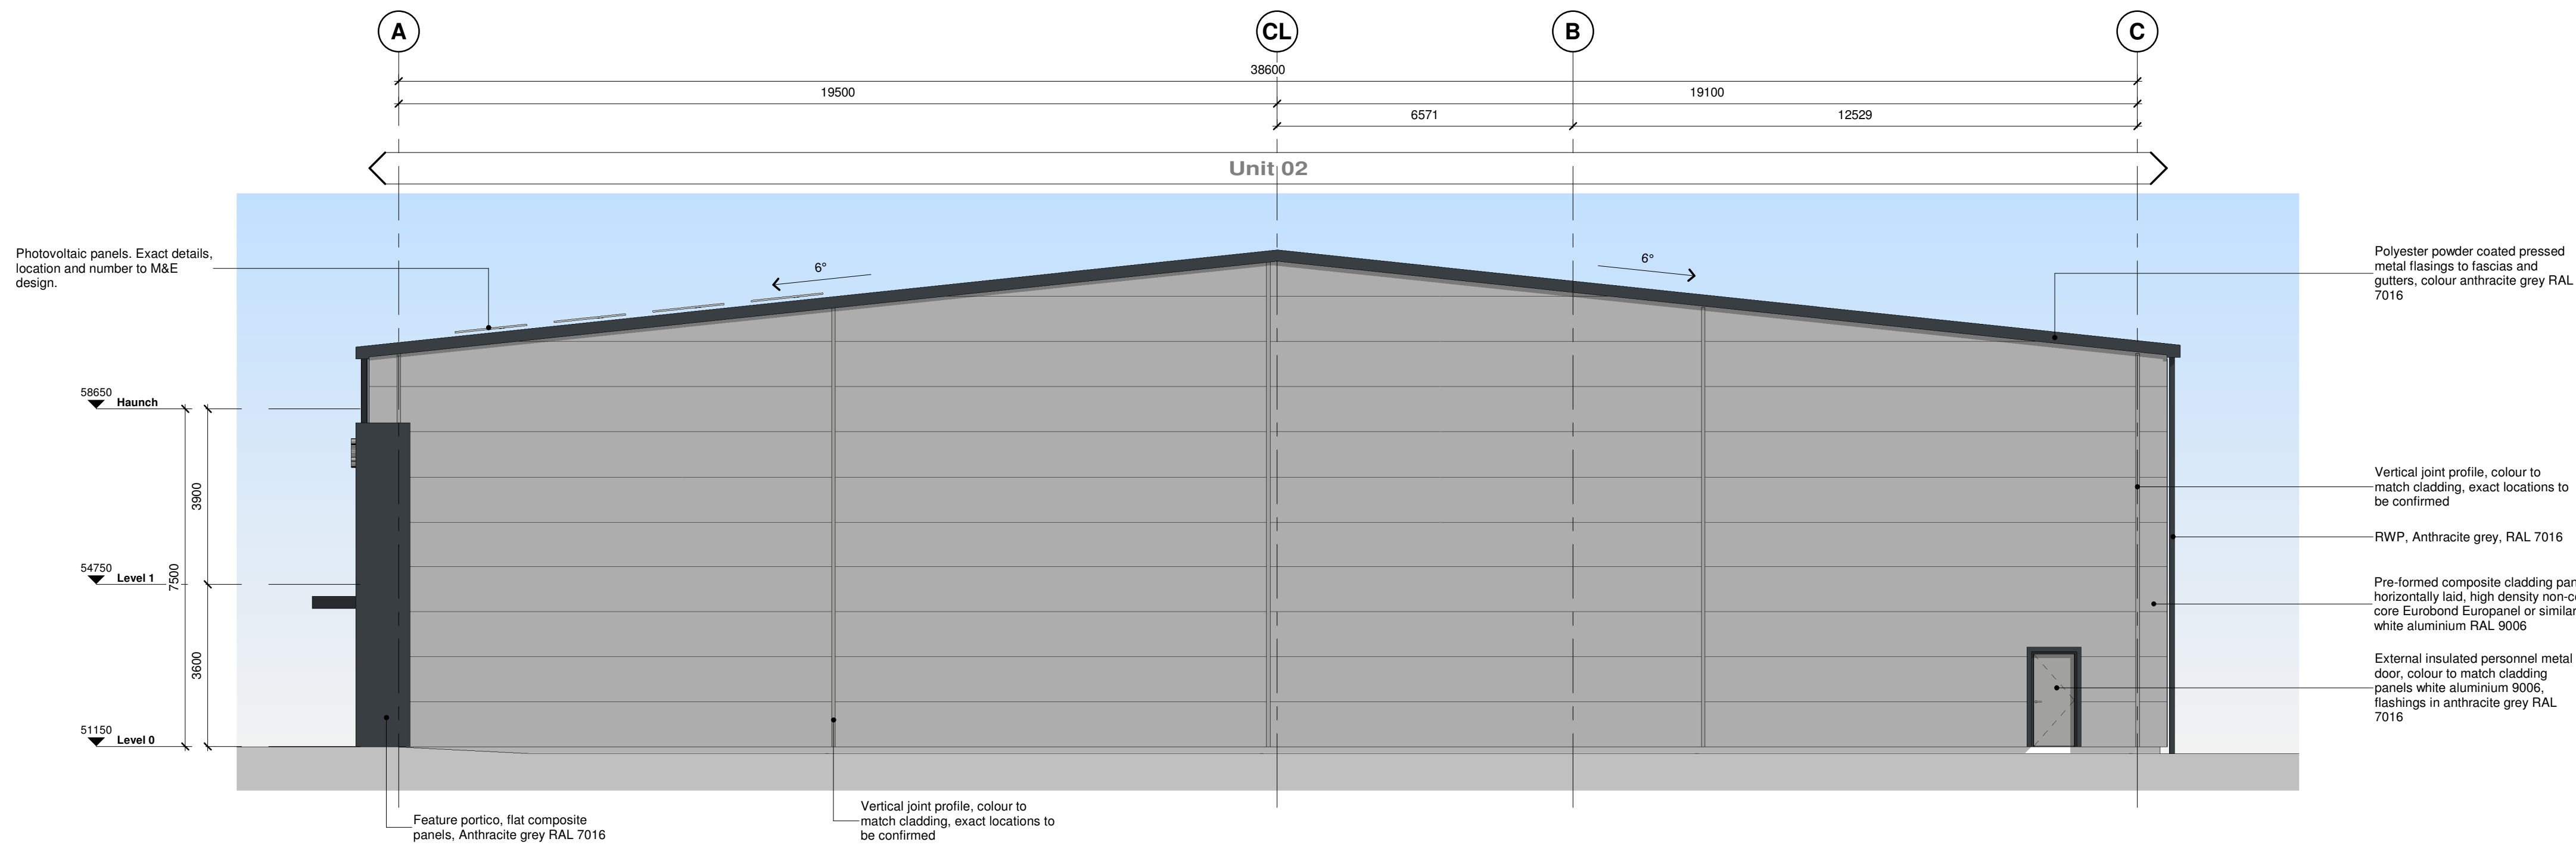 A
CL
B
C
38600
19500
19100
6571
12529
Unit 02
Photovoltaic panels. Exact details,
location and number to M&E
design.
6°
6°
Polyester powder coated pressed
metal flasings to fascias and
gutters, colour anthracite grey RAL
7016
58650
Haunch
3900
7500
54750
Level 1
3600
51150
Level 0
Vertical joint profile, colour to
match cladding, exact locations to
be confirmed
RWP, Anthracite grey, RAL 7016
Pre-formed composite cladding
horizontally laid, high density
core Eurobond Europanel or similar
white aluminium RAL 9006
External insulated personnel metal
door, colour to match cladding
panels white aluminium 9006,
flashings in anthracite grey RAL
7016
Feature portico, flat composite
panels, Anthracite grey RAL 7016
Vertical joint profile, colour to
match cladding, exact locations to
be confirmed